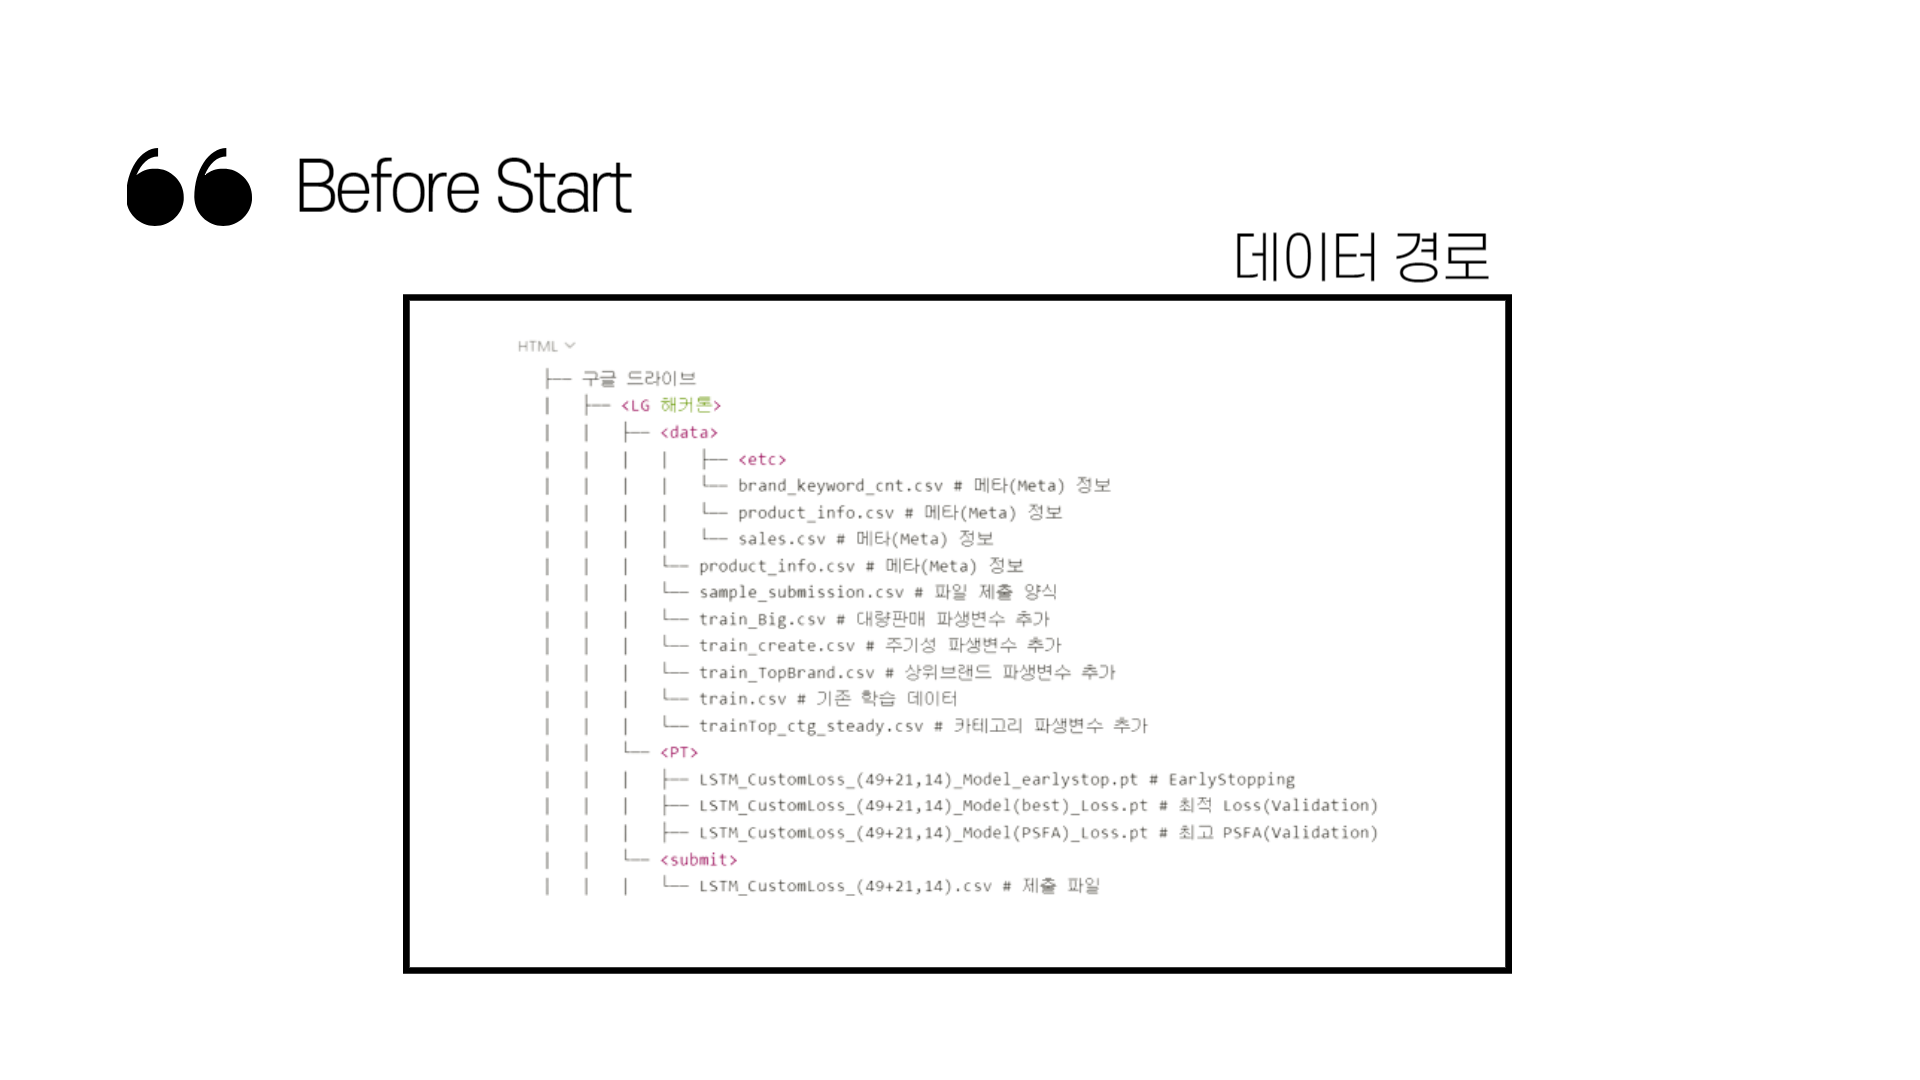 Before Start
데이터 경로
HTML
├── 구글 드라이브
│   ├── <LG 해커톤>
│   │   ├── <data>
│   │   │   │   ├── <etc>
│   │   │   │   └── brand_keyword_cnt.csv # 메타(Meta) 정보
│   │   │   │   └── product_info.csv # 메타(Meta) 정보
│   │   │   │   └── sales.csv # 메타(Meta) 정보
│   │   │   └── product_info.csv # 메타(Meta) 정보
│   │   │   └── sample_submission.csv # 파일 제출 양식
│   │   │   └── train_Big.csv # 대량판매 파생변수 추가
│   │   │   └── train_create.csv # 주기성 파생변수 추가
│   │   │   └── train_TopBrand.csv # 상위브랜드 파생변수 추가
│   │   │   └── train.csv # 기존 학습 데이터
│   │   │   └── trainTop_ctg_steady.csv # 카테고리 파생변수 추가
│   │   └── <PT>
│   │   │   ├── LSTM_CustomLoss_(49+21,14)_Model_earlystop.pt # EarlyStopping
│   │   │   ├── LSTM_CustomLoss_(49+21,14)_Model(best)_Loss.pt # 최적 Loss(Validation)
│   │   │   ├── LSTM_CustomLoss_(49+21,14)_Model(PSFA)_Loss.pt # 최고 PSFA(Validation)
│   │   └── <submit>
│   │   │   └── LSTM_CustomLoss_(49+21,14).csv # 제출 파일